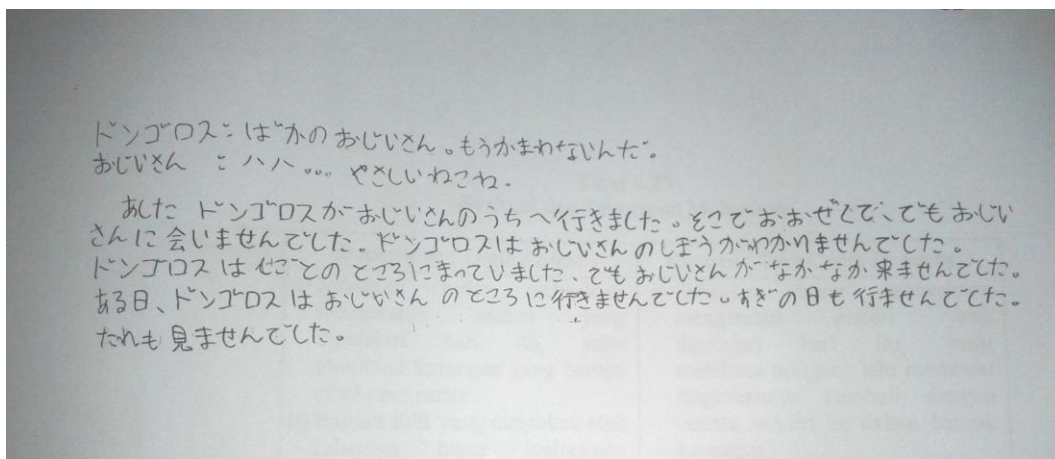 ドンゴロス:ばかのおじいさん。もうかまわないんだ。
おじいさん : ハハ... やさしいねこね。
あした ドンゴロスがおじいさんのうちへ行きました。そこでおおぜとで、でもおじい
さんに会いませんでした。ドンゴロスはおじいさんのしぼうがわかりませんでした。
ドンゴロスは せごとの ところにまっていました、でもおじいさんが なかなか来ませんでした。
ある日、ドンゴロスは おじいさん のところに行きませんでした。すぎの日も行ませんでした。
だれも見ませんでした。